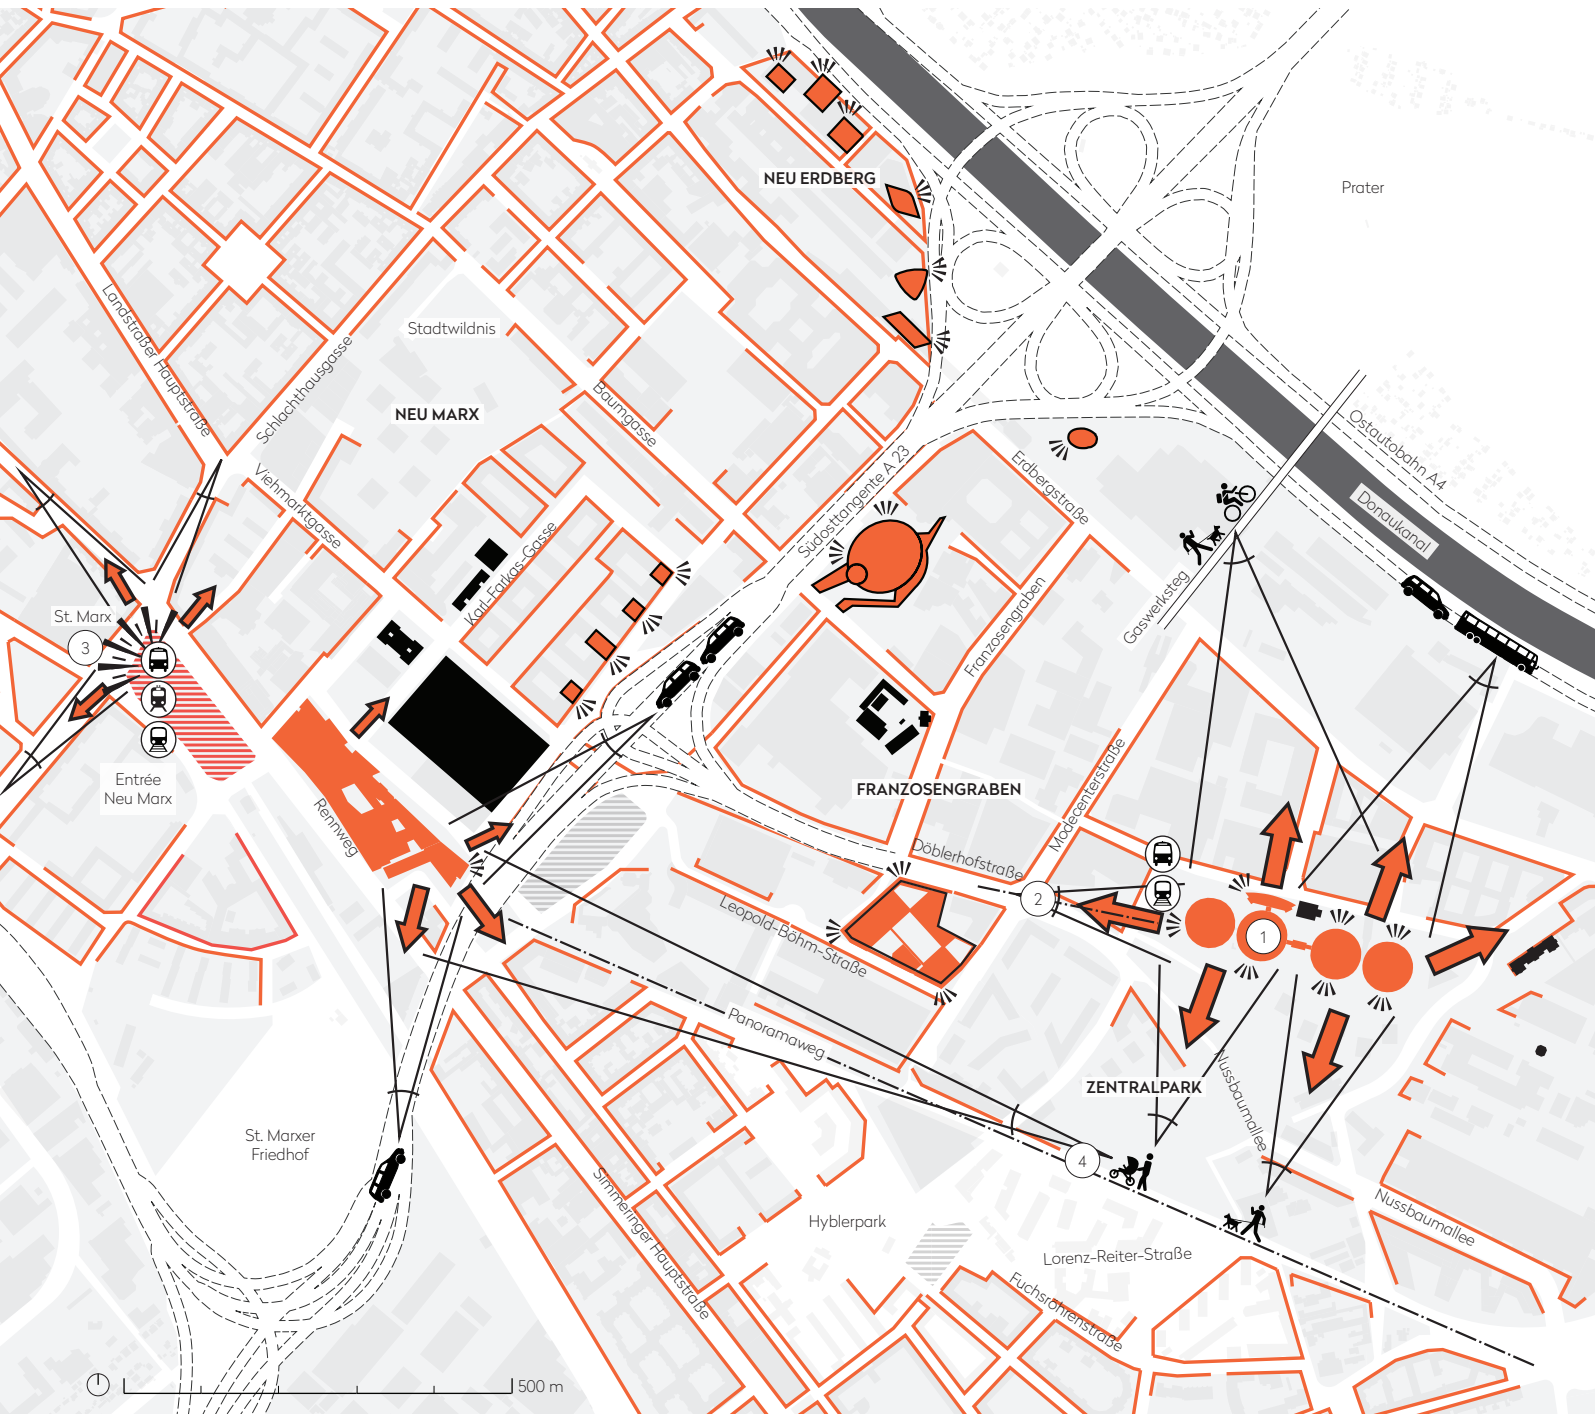 NEU ERDBERG
Prater
Landstraßer Hauptstraße
Schlachthausgasse
Stadtwildnis
NEU MARX
Baumgasse
Viehmarktgasse
Karl-Farkas-Gasse
Südosttangente A 23
Erdbergstraße
Ostautobahn A4
Donaukanal
Gaswerksteg
Franzosengraben
St. Marx
3
Entrée
Neu Marx
Rennweg
FRANZOSENGRABEN
Modecenterstraße
Döblerhofstraße
2
1
Leopold-Böhm-Straße
Panoramaweg
ZENTRALPARK
Nussbaumallee
St. Marxer
Friedhof
4
Simmeringer Hauptstraße
Hyblerpark
Nussbaumallee
Lorenz-Reiter-Straße
Fuchsröhrenstraße
500 m